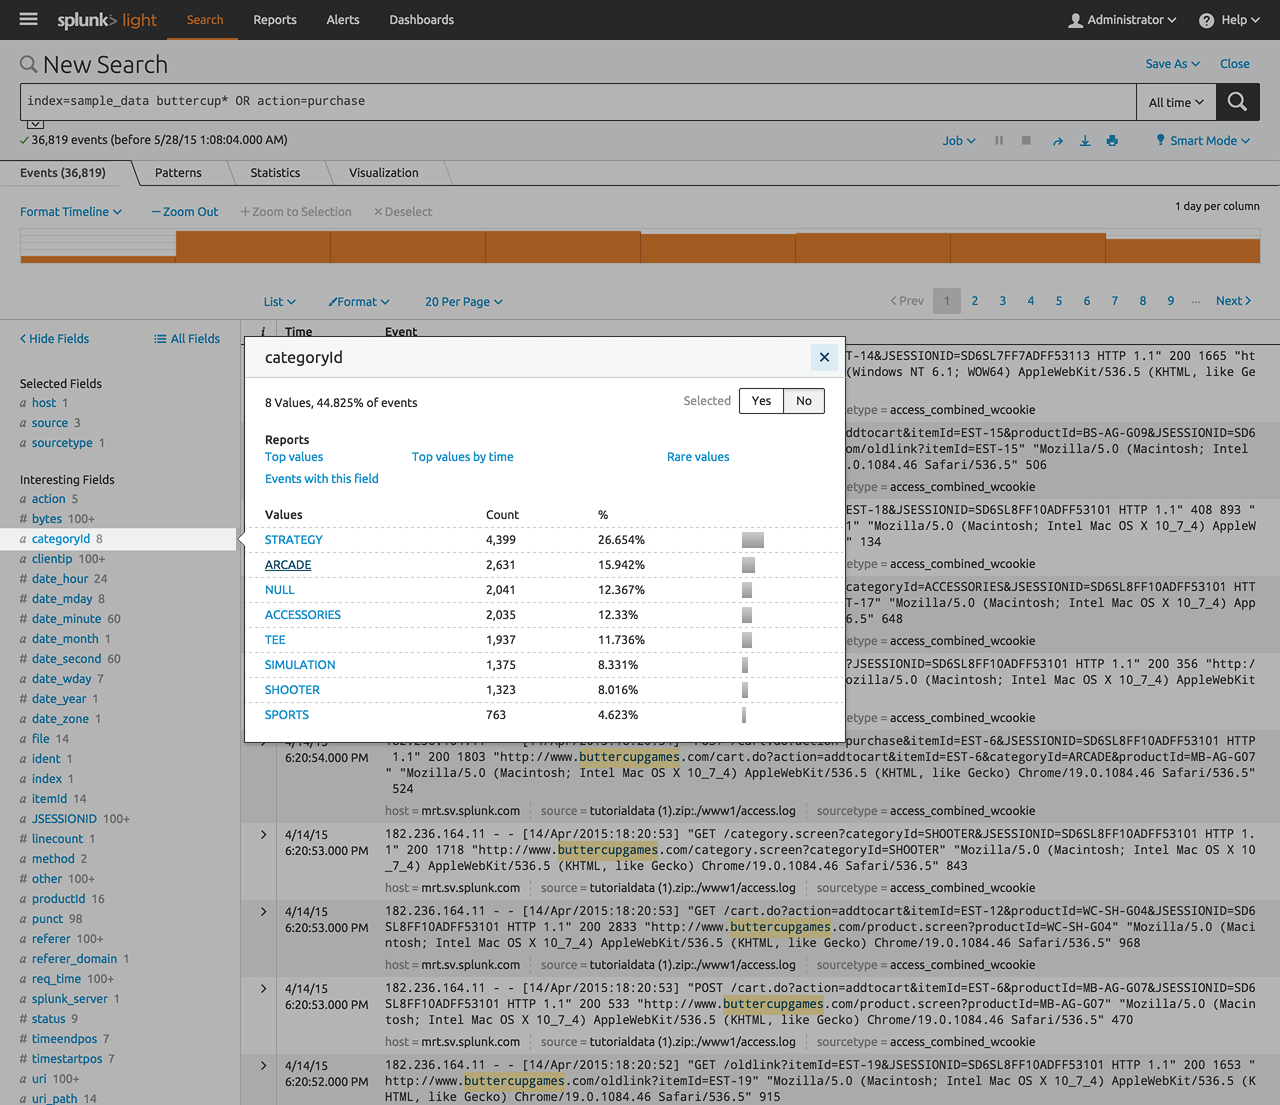 splunk> light Search Reports Alerts Dashboards Administrator Help
New Search Save As Close
index=sample_data buttercup* OR action=purchase All time
36,819 events (before 5/28/15 1:08:04.000 AM) Job Smart Mode
Events (36,819) Patterns Statistics Visualization
Format Timeline — Zoom Out + Zoom to Selection × Deselect 1 day per column
List Format 20 Per Page < Prev 1 2 3 4 5 6 7 8 9 ... Next >
< Hide Fields All Fields
i Time Event
Selected Fields
a host 1
a source 3
a sourcetype 1
Interesting Fields
a action 5
# bytes 100+
a categoryId 8
a clientip 100+
# date_hour 24
# date_mday 8
# date_minute 60
a date_month 1
# date_second 60
a date_wday 7
# date_year 1
a date_zone 1
a file 14
a ident 1
a index 1
a itemId 14
a JSESSIONID 100+
# linecount 1
a method 2
# other 100+
a productId 16
a punct 98
a referer 100+
a referer_domain 1
a req_time 100+
a splunk_server 1
# status 9
# timeendpos 7
# timestartpos 7
a uri 100+
a uri_path 14
categoryId ×
8 Values, 44.825% of events Selected Yes No
Reports
Top values Top values by time Rare values
Events with this field
Values Count %
STRATEGY 4,399 26.654%
ARCADE 2,631 15.942%
NULL 2,041 12.367%
ACCESSORIES 2,035 12.33%
TEE 1,937 11.736%
SIMULATION 1,375 8.331%
SHOOTER 1,323 8.016%
SPORTS 763 4.623%
T-14&JSESSIONID=SD6SL7FF7ADFF53113 HTTP 1.1" 200 1665 "ht
(Windows NT 6.1; WOW64) AppleWebKit/536.5 (KHTML, like Ge
sourcetype = access_combined_wcookie
ddtocart&itemId=EST-15&productId=BS-AG-G09&JSESSIONID=SD6
om/oldlink?itemId=EST-15" "Mozilla/5.0 (Macintosh; Intel
.0.1084.46 Safari/536.5" 506
sourcetype = access_combined_wcookie
EST-18&JSESSIONID=SD6SL8FF10ADFF53101 HTTP 1.1" 408 893 "
1" "Mozilla/5.0 (Macintosh; Intel Mac OS X 10_7_4) AppleW
" 134
sourcetype = access_combined_wcookie
categoryId=ACCESSORIES&JSESSIONID=SD6SL8FF10ADFF53101 HTT
T-17" "Mozilla/5.0 (Macintosh; Intel Mac OS X 10_7_4) App
6.5" 648
sourcetype = access_combined_wcookie
?JSESSIONID=SD6SL8FF10ADFF53101 HTTP 1.1" 200 356 "http:/
ozilla/5.0 (Macintosh; Intel Mac OS X 10_7_4) AppleWebKit
sourcetype = access_combined_wcookie
4/14/15 182.236.164.11 - - [14/Apr/2015:18:20:54] "POST /cart.do?action=purchase&itemId=EST-6&JSESSIONID=SD6SL8FF10ADFF53101 HTTP
6:20:54.000 PM 1.1" 200 1803 "http://www.buttercupgames.com/cart.do?action=addtocart&itemId=EST-6&categoryId=ARCADE&productId=MB-AG-G07
" "Mozilla/5.0 (Macintosh; Intel Mac OS X 10_7_4) AppleWebKit/536.5 (KHTML, like Gecko) Chrome/19.0.1084.46 Safari/536.5"
524
host = mrt.sv.splunk.com source = tutorialdata (1).zip:./www1/access.log sourcetype = access_combined_wcookie
> 4/14/15 182.236.164.11 - - [14/Apr/2015:18:20:53] "GET /category.screen?categoryId=SHOOTER&JSESSIONID=SD6SL8FF10ADFF53101 HTTP 1.
6:20:53.000 PM 1" 200 1718 "http://www.buttercupgames.com/category.screen?categoryId=SHOOTER" "Mozilla/5.0 (Macintosh; Intel Mac OS X 10
_7_4) AppleWebKit/536.5 (KHTML, like Gecko) Chrome/19.0.1084.46 Safari/536.5" 843
host = mrt.sv.splunk.com source = tutorialdata (1).zip:./www1/access.log sourcetype = access_combined_wcookie
> 4/14/15 182.236.164.11 - - [14/Apr/2015:18:20:53] "GET /cart.do?action=addtocart&itemId=EST-12&productId=WC-SH-G04&JSESSIONID=SD6
6:20:53.000 PM SL8FF10ADFF53101 HTTP 1.1" 200 2833 "http://www.buttercupgames.com/product.screen?productId=WC-SH-G04" "Mozilla/5.0 (Maci
ntosh; Intel Mac OS X 10_7_4) AppleWebKit/536.5 (KHTML, like Gecko) Chrome/19.0.1084.46 Safari/536.5" 968
host = mrt.sv.splunk.com source = tutorialdata (1).zip:./www1/access.log sourcetype = access_combined_wcookie
> 4/14/15 182.236.164.11 - - [14/Apr/2015:18:20:53] "POST /cart.do?action=addtocart&itemId=EST-6&productId=MB-AG-G07&JSESSIONID=SD6
6:20:53.000 PM SL8FF10ADFF53101 HTTP 1.1" 200 533 "http://www.buttercupgames.com/product.screen?productId=MB-AG-G07" "Mozilla/5.0 (Macin
tosh; Intel Mac OS X 10_7_4) AppleWebKit/536.5 (KHTML, like Gecko) Chrome/19.0.1084.46 Safari/536.5" 470
host = mrt.sv.splunk.com source = tutorialdata (1).zip:./www1/access.log sourcetype = access_combined_wcookie
> 4/14/15 182.236.164.11 - - [14/Apr/2015:18:20:52] "GET /oldlink?itemId=EST-19&JSESSIONID=SD6SL8FF10ADFF53101 HTTP 1.1" 200 1653 "
6:20:52.000 PM http://www.buttercupgames.com/oldlink?itemId=EST-19" "Mozilla/5.0 (Macintosh; Intel Mac OS X 10_7_4) AppleWebKit/536.5 (K
HTML, like Gecko) Chrome/19.0.1084.46 Safari/536.5" 915